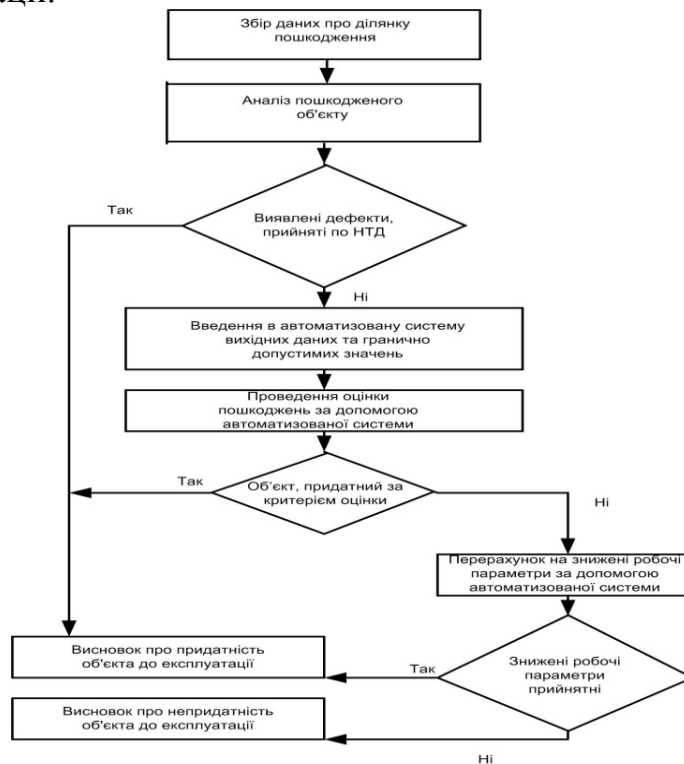 ції.
Збір даних про ділянку
пошкодження
Аналіз пошкодженого
об'єкту
Так
Виявлені дефекти,
прийняті по НТД
Ні
Введення в автоматизовану систему
вихідних даних та гранично
допустимих значень
Проведення оцінки
пошкоджень за допомогою
автоматизованої системи
Так
Об'єкт, придатний за
критерієм оцінки
Ні
Перерахунок на знижені робочі
параметри за допомогою
автоматизованої системи
Висновок про придатність
об'єкта до експлуатації
Так
Знижені робочі
параметри
прийнятні
Висновок про непридатність
об'єкта до експлуатації
Ні